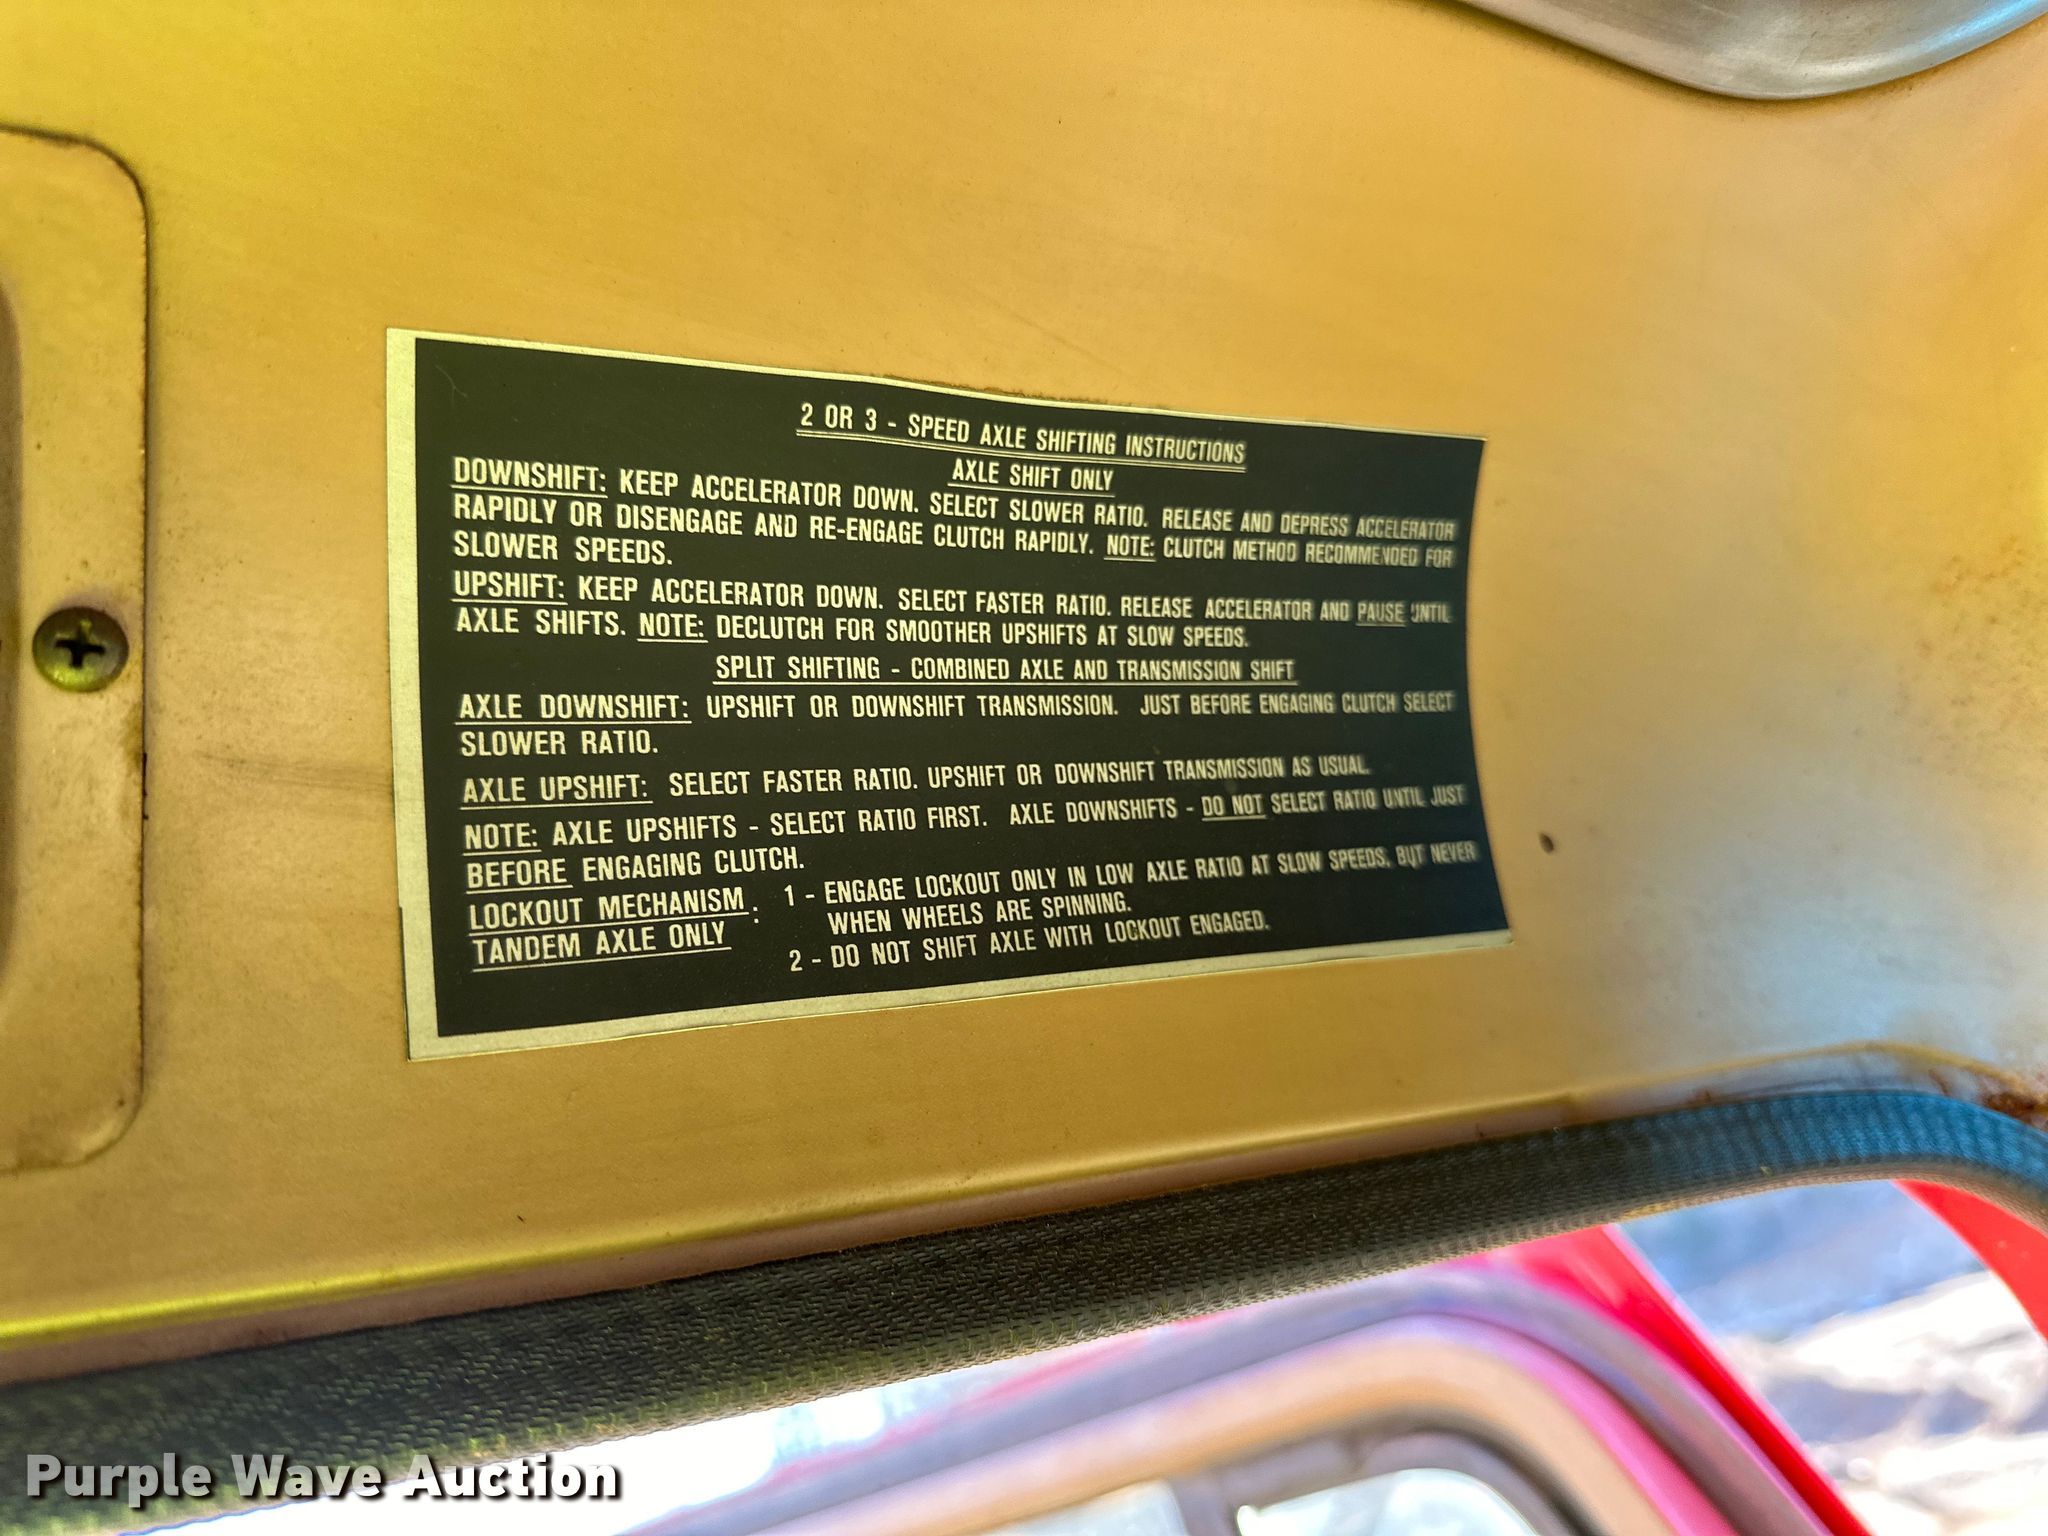 2 OR 3 - SPEED AXLE SHIFTING INSTRUCTIONS
AXLE SHIFT ONLY
DOWNSHIFT: KEEP ACCELERATOR DOWN. SELECT SLOWER RATIO. RELEASE AND DEPRESS ACCELERATOR
RAPIDLY OR DISENGAGE AND RE-ENGAGE CLUTCH RAPIDLY. NOTE: CLUTCH METHOD RECOMMENDED FOR
SLOWER SPEEDS.
UPSHIFT: KEEP ACCELERATOR DOWN. SELECT FASTER RATIO. RELEASE ACCELERATOR AND PAUSE UNTIL
AXLE SHIFTS. NOTE: DECLUTCH FOR SMOOTHER UPSHIFTS AT SLOW SPEEDS.
SPLIT SHIFTING - COMBINED AXLE AND TRANSMISSION SHIFT
AXLE DOWNSHIFT: UPSHIFT OR DOWNSHIFT TRANSMISSION. JUST BEFORE ENGAGING CLUTCH SELECT
SLOWER RATIO.
AXLE UPSHIFT: SELECT FASTER RATIO. UPSHIFT OR DOWNSHIFT TRANSMISSION AS USUAL.
NOTE: AXLE UPSHIFTS - SELECT RATIO FIRST. AXLE DOWNSHIFTS - DO NOT SELECT RATIO UNTIL JUST
BEFORE ENGAGING CLUTCH.
LOCKOUT MECHANISM : 1 - ENGAGE LOCKOUT ONLY IN LOW AXLE RATIO AT SLOW SPEEDS, BUT NEVER
WHEN WHEELS ARE SPINNING.
TANDEM AXLE ONLY 2 - DO NOT SHIFT AXLE WITH LOCKOUT ENGAGED.
Purple Wave Auction